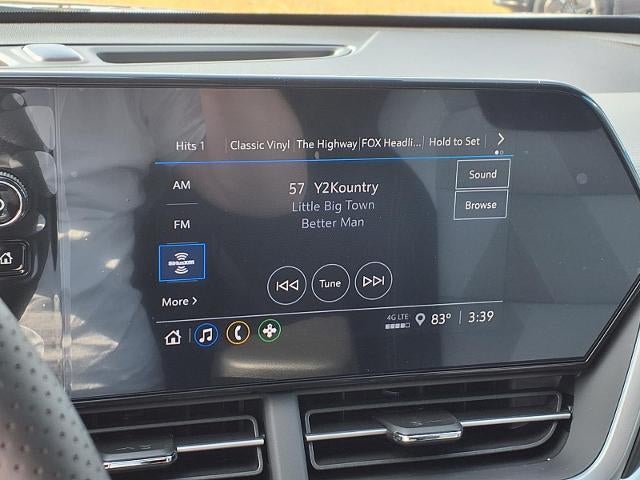 Hits 1 Classic Vinyl The Highway FOX Headli... Hold to Set
AM
57 Y2Kountry
Sound
Little Big Town
Browse
FM
Better Man
SiriusXM
Tune
More
4G LTE 83° 3:39